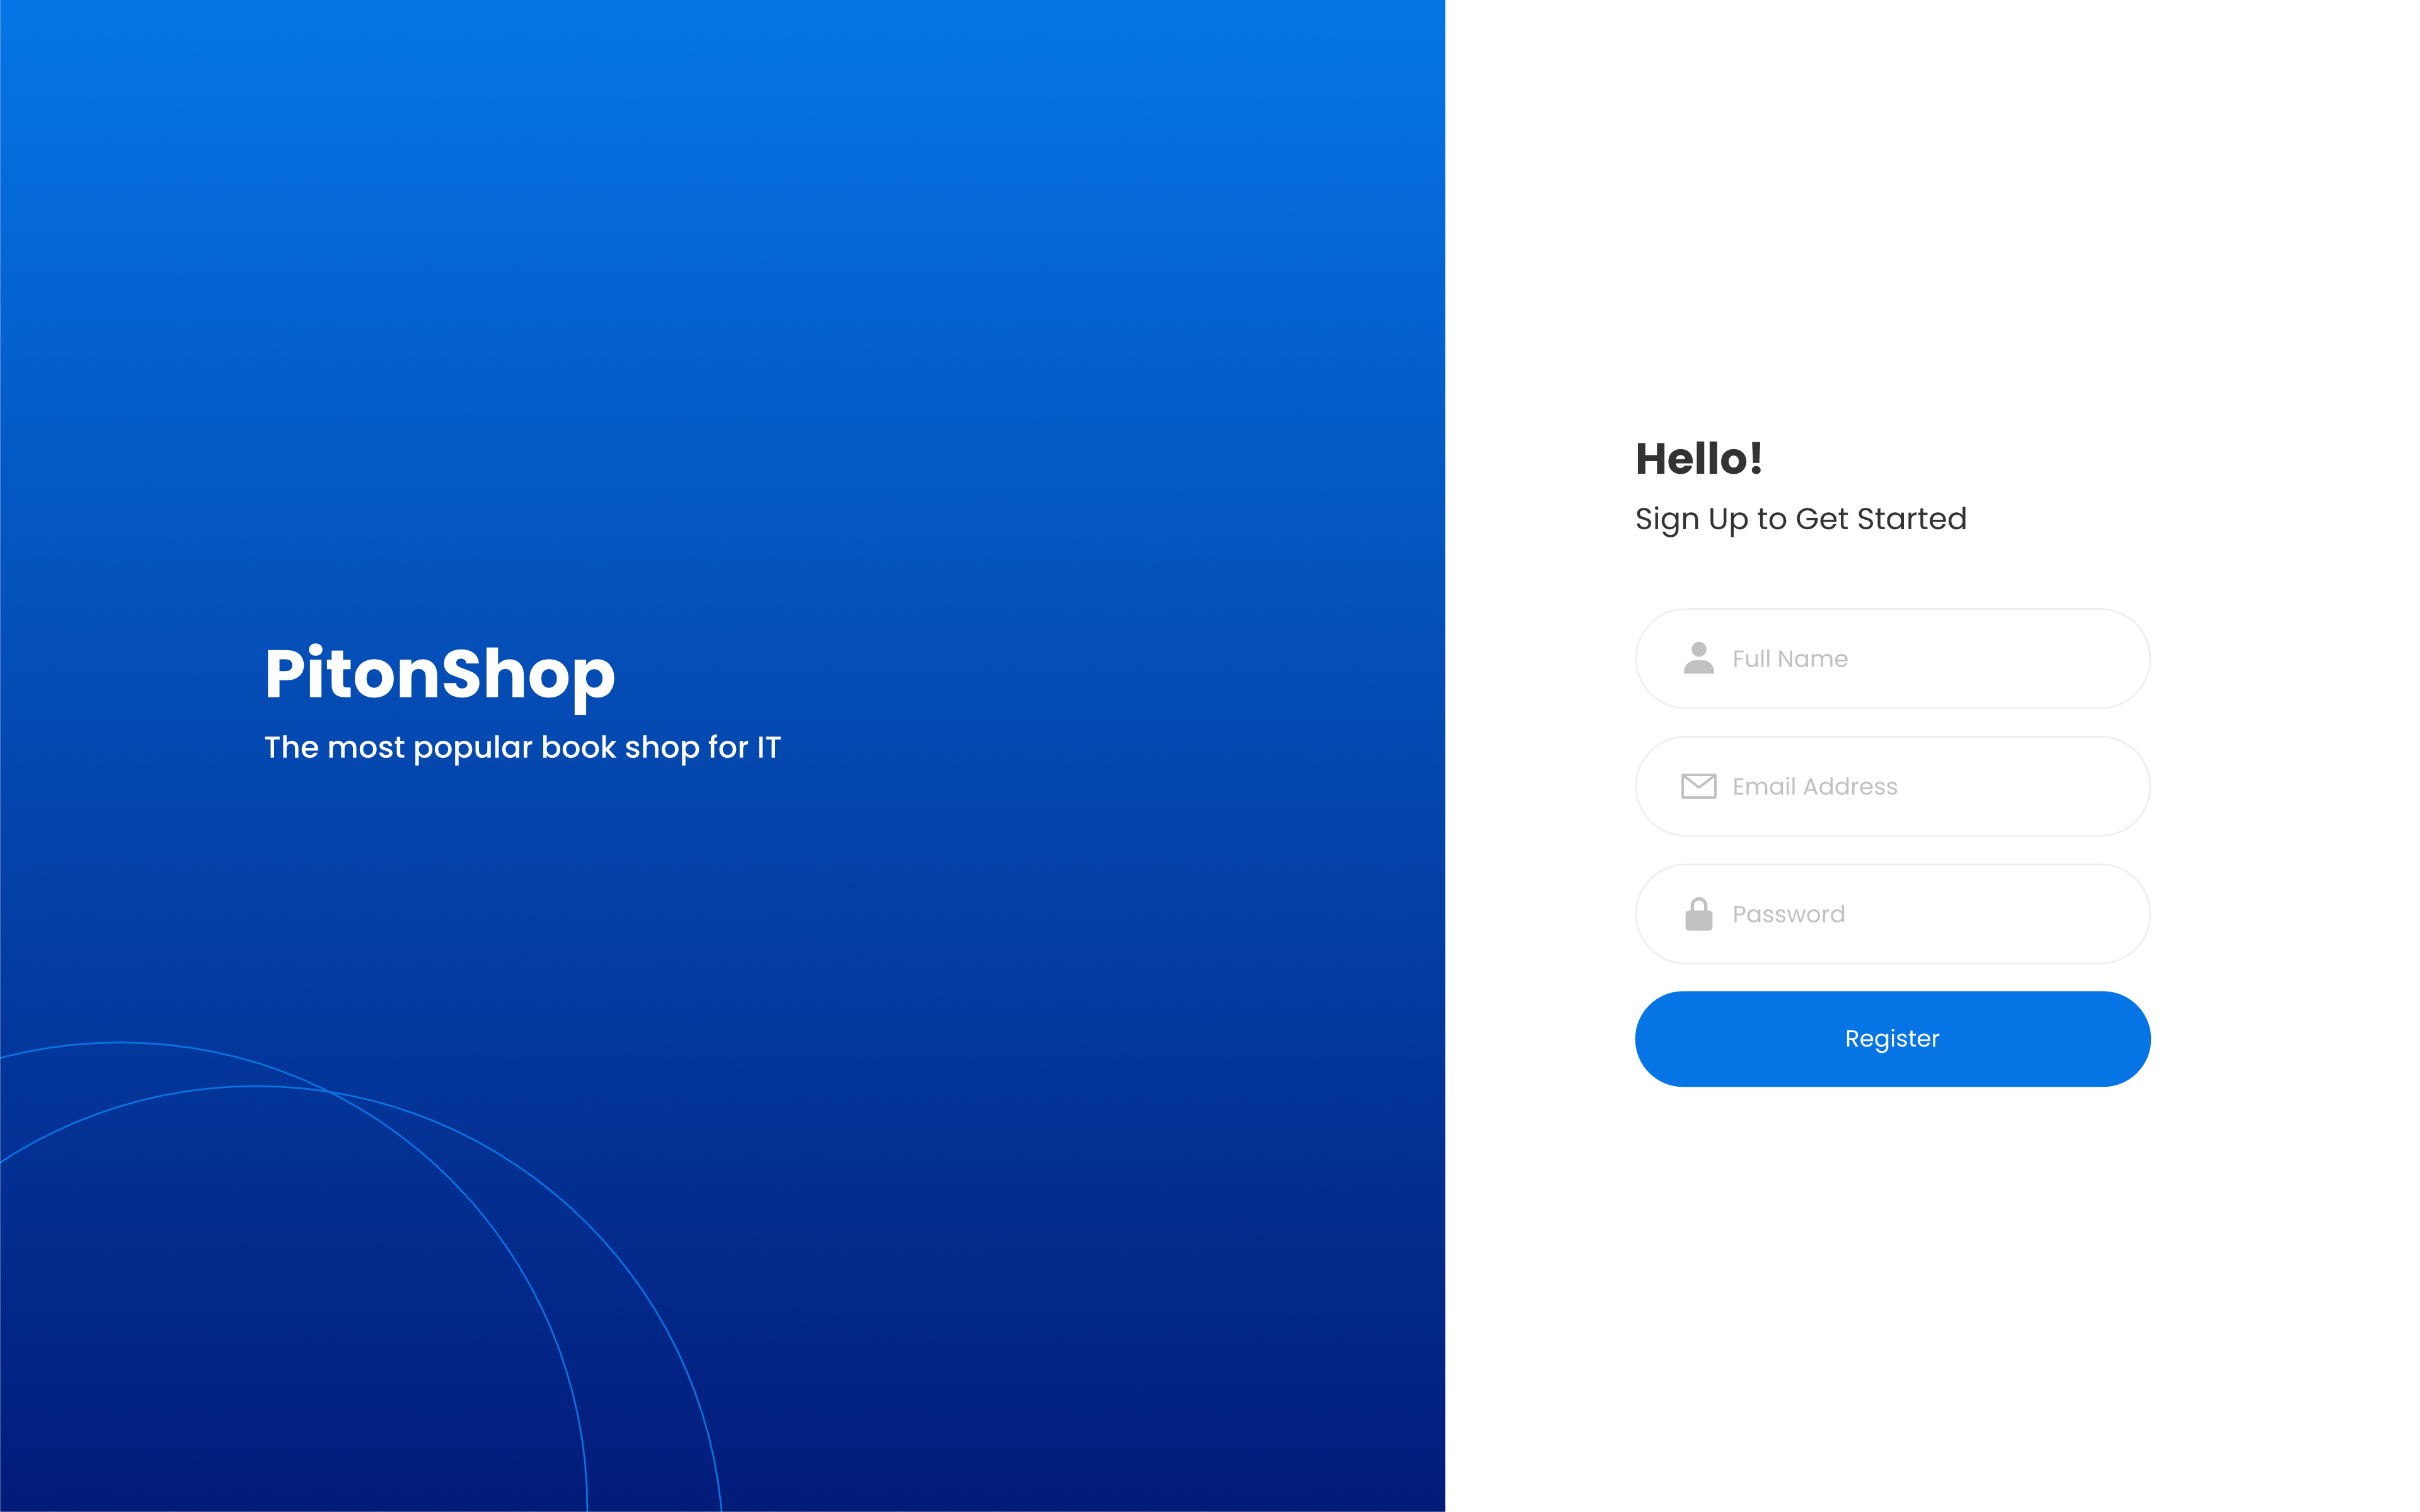 PitonShop
The most popular book shop for IT
Hello!
Sign Up to Get Started
Full Name
Email Address
Password
Register